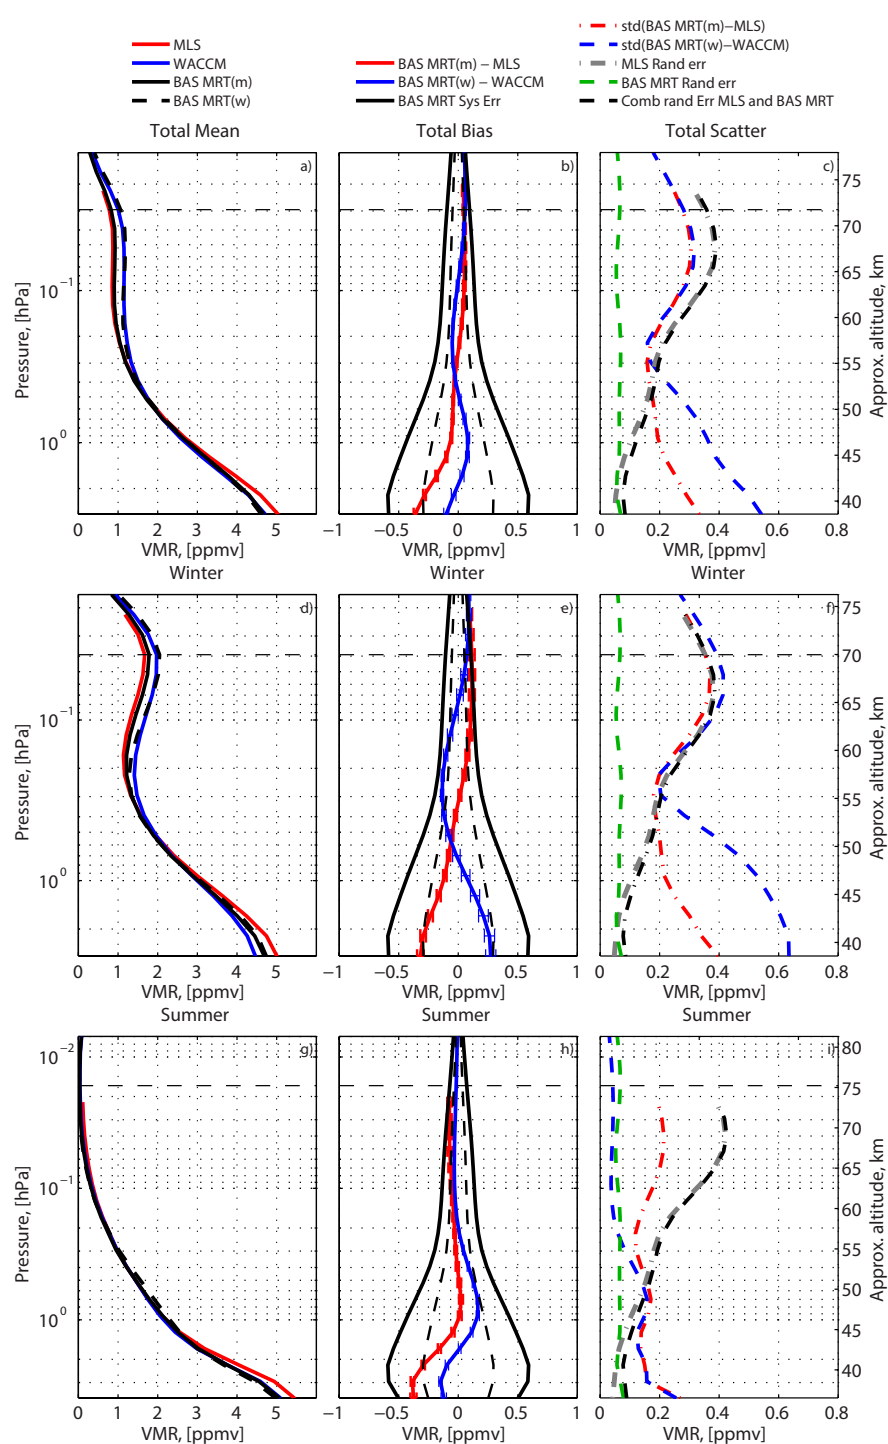 MLS
WACCM
BAS MRT(m)
BAS MRT(w)
BAS MRT(m) − MLS
BAS MRT(w) − WACCM
BAS MRT Sys Err
std(BAS MRT(m)−MLS)
std(BAS MRT(w)−WACCM)
MLS Rand err
BAS MRT Rand err
Comb rand Err MLS and BAS MRT
Total Mean
Total Bias
Total Scatter
a)
b)
c)
Pressure, [hPa]
10⁻¹
10⁰
75
70
65
60
55
50
45
40
Approx. altitude, km
0 1 2 3 4 5
−1 −0.5 0 0.5 1
0 0.2 0.4 0.6 0.8
VMR, [ppmv]
VMR, [ppmv]
VMR, [ppmv]
Winter
Winter
Winter
d)
e)
f)
Pressure, [hPa]
10⁻¹
10⁰
75
70
65
60
55
50
45
40
Approx. altitude, km
0 1 2 3 4 5
−1 −0.5 0 0.5 1
0 0.2 0.4 0.6 0.8
VMR, [ppmv]
VMR, [ppmv]
VMR, [ppmv]
Summer
Summer
Summer
g)
h)
i)
Pressure, [hPa]
10⁻²
10⁻¹
10⁰
80
75
70
65
60
55
50
45
40
Approx. altitude, km
0 1 2 3 4 5 6
−1 −0.5 0 0.5 1
0 0.2 0.4 0.6 0.8
VMR, [ppmv]
VMR, [ppmv]
VMR, [ppmv]